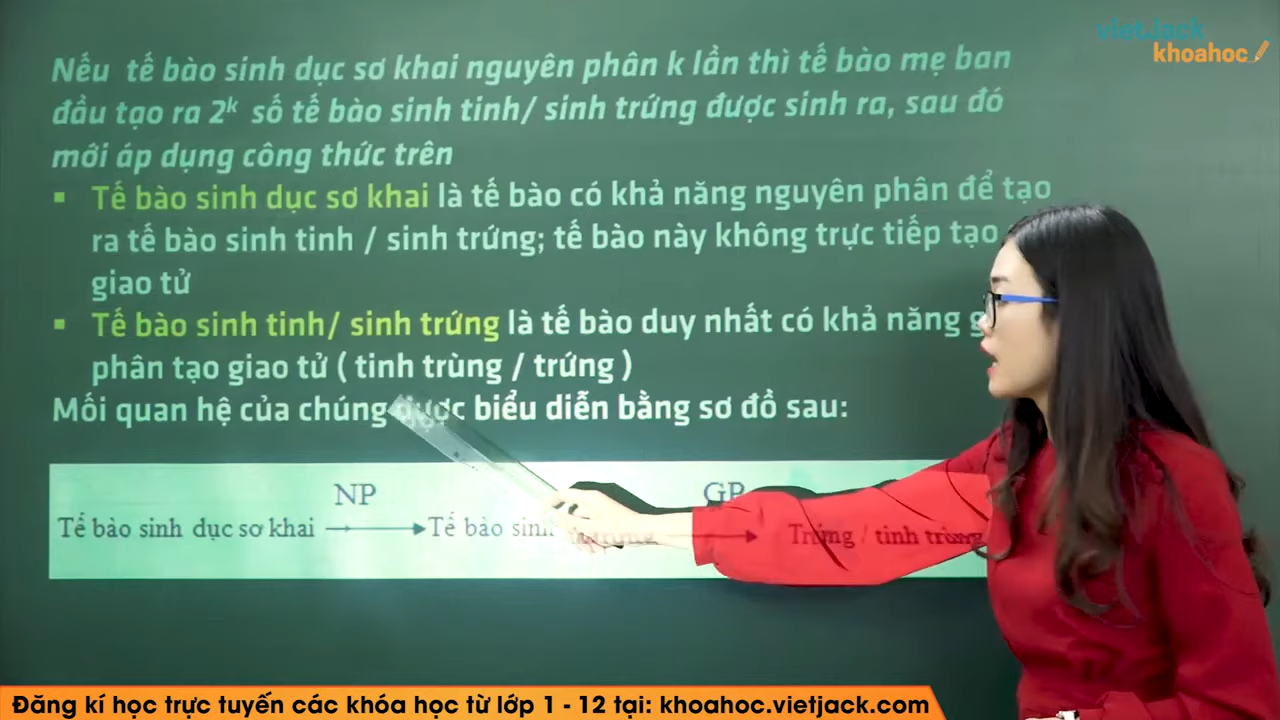 vietJack
khoahoc
Nếu tế bào sinh dục sơ khai nguyên phân k lần thì tế bào mẹ ban
đầu tạo ra 2ᵏ số tế bào sinh tinh/ sinh trứng được sinh ra, sau đó
mới áp dụng công thức trên
▪ Tế bào sinh dục sơ khai là tế bào có khả năng nguyên phân để tạo
ra tế bào sinh tinh / sinh trứng; tế bào này không trực tiếp tạo
giao tử
▪ Tế bào sinh tinh/ sinh trứng là tế bào duy nhất có khả năng
phân tạo giao tử ( tinh trùng / trứng )
Mối quan hệ của chúng được biểu diễn bằng sơ đồ sau:
NP GP
Tế bào sinh dục sơ khai → Tế bào sinh → Trứng / tinh trùng
Đăng kí học trực tuyến các khóa học từ lớp 1 - 12 tại: khoahoc.vietjack.com